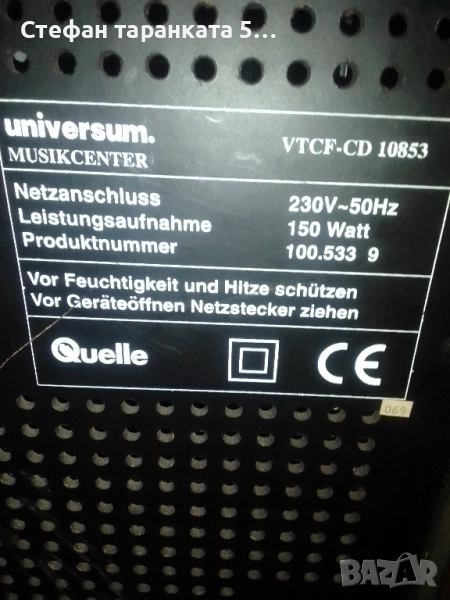 Стефан таранката 5...
universum.
MUSIKCENTER
VTCF-CD 10853
Netzanschluss 230V~50Hz
Leistungsaufnahme 150 Watt
Produktnummer 100.533 9
Vor Feuchtigkeit und Hitze schützen
Vor Geräteöffnen Netzstecker ziehen
Quelle CE
069
BAZAR